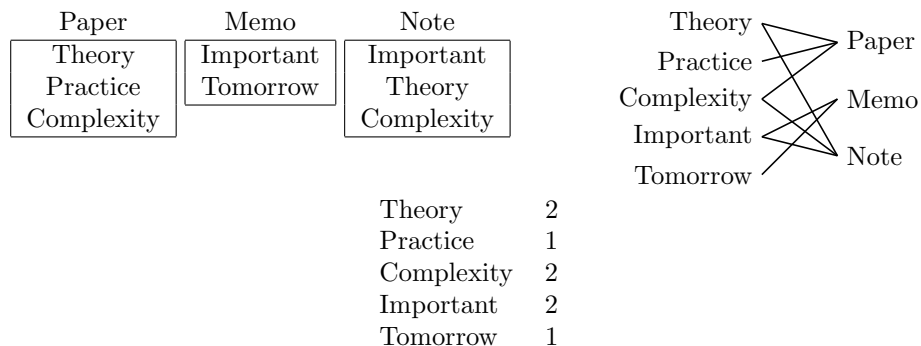 Paper Memo Note
Theory Important Important
Practice Tomorrow Theory
Complexity Complexity
Theory
Practice
Complexity
Important
Tomorrow
Paper
Memo
Note
Theory 2
Practice 1
Complexity 2
Important 2
Tomorrow 1